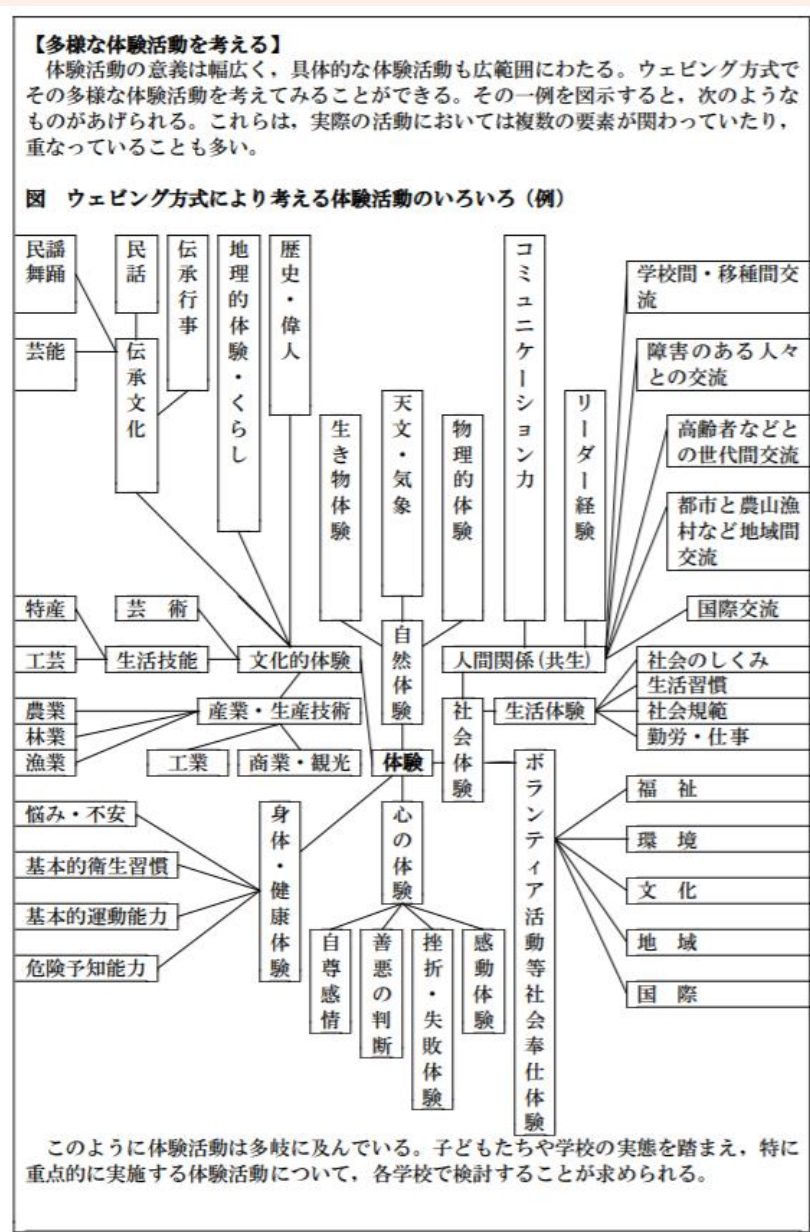 【多様な体験活動を考える】
体験活動の意義は幅広く，具体的な体験活動も広範囲にわたる。ウェビング方式で
その多様な体験活動を考えてみることができる。その一例を図示すると，次のような
ものがあげられる。これらは，実際の活動においては複数の要素が関わっていたり，
重なっていることも多い。
図　ウェビング方式により考える体験活動のいろいろ（例）
民謡
舞踊
民話
伝承行事
地理的体験・くらし
歴史・偉人
コミュニケーション力
学校間・移種間交
流
芸能
伝承文化
生き物体験
天文・気象
物理的体験
リーダー経験
障害のある人々
との交流
高齢者などと
の世代間交流
都市と農山漁
村など地域間
交流
特産
芸　術
国際交流
工芸
生活技能
文化的体験
自然体験
人間関係(共生)
社会のしくみ
生活習慣
農業
産業・生産技術
社会体験
生活体験
社会規範
林業
勤労・仕事
漁業
工業
商業・観光
体験
ボランティア活動等社会奉仕体験
福　祉
環　境
文　化
地　域
国　際
悩み・不安
身体・健康体験
心の体験
基本的衛生習慣
基本的運動能力
危険予知能力
自尊感情
善悪の判断
挫折・失敗体験
感動体験
このように体験活動は多岐に及んでいる。子どもたちや学校の実態を踏まえ，特に
重点的に実施する体験活動について，各学校で検討することが求められる。